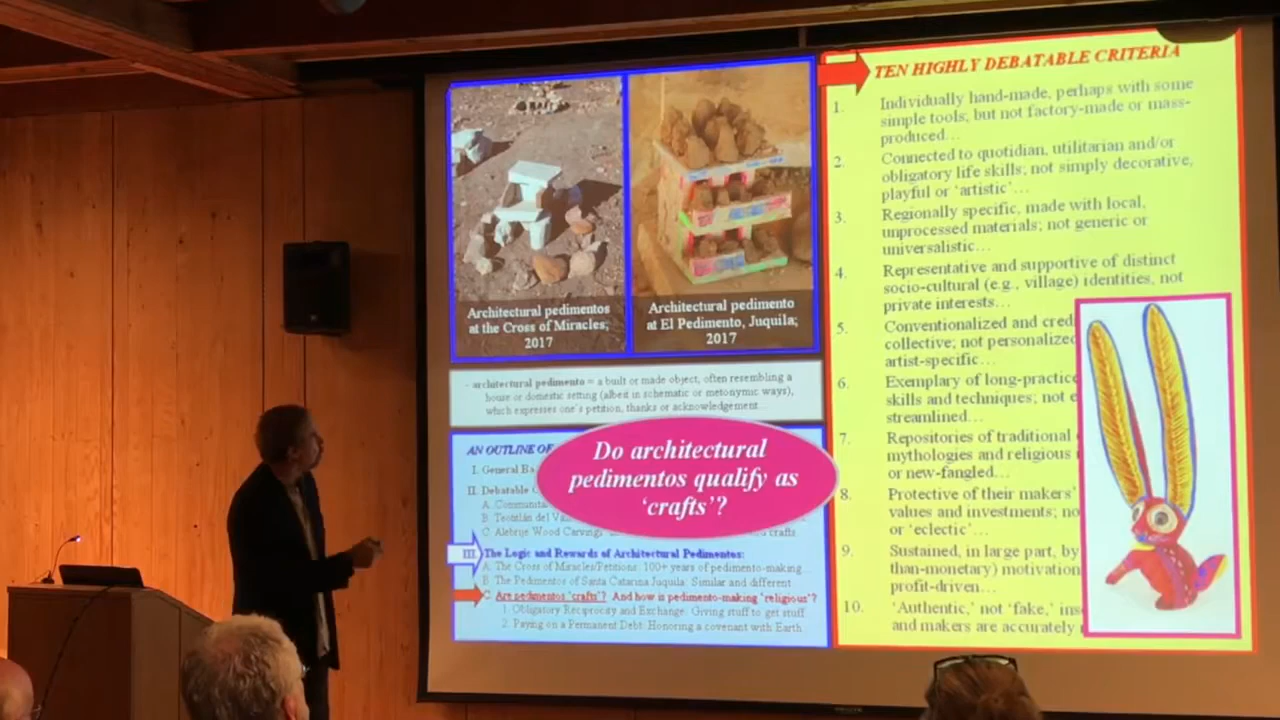 Architectural pedimentos
at the Cross of Miracles;
2017
Architectural pedimento
at El Pedimento, Juquila;
2017
- architectural pedimento = a built or made object, often resembling a
house or domestic setting (albeit in schematic or metonymic ways),
which expresses one's petition, thanks or acknowledgement…
AN OUTLINE OF
I. General Ba
II. Debatable
A. Communita
B. Teotitlán del Va
C. Alebrije Wood Carvings
crafts
Do architectural
pedimentos qualify as
'crafts'?
III. The Logic and Rewards of Architectural Pedimentos:
A. The Cross of Miracles/Petitions: 100+ years of pedimento-making…
B. The Pedimentos of Santa Catarina Juquila: Similar and different
C. Are pedimentos 'crafts'? And how is pedimento-making 'religious'?
1. Obligatory Reciprocity and Exchange: Giving stuff to get stuff
2. Paying on a Permanent Debt: Honoring a covenant with Earth
TEN HIGHLY DEBATABLE CRITERIA
1. Individually hand-made, perhaps with some
simple tools; but not factory-made or mass-
produced…
2. Connected to quotidian, utilitarian and/or
obligatory life skills; not simply decorative,
playful or 'artistic'…
3. Regionally specific, made with local,
unprocessed materials; not generic or
universalistic…
4. Representative and supportive of distinct
socio-cultural (e.g., village) identities, not
private interests…
5. Conventionalized and cred
collective; not personalized
artist-specific…
6. Exemplary of long-practice
skills and techniques; not e
streamlined…
7. Repositories of traditional
mythologies and religious
or new-fangled…
8. Protective of their makers'
values and investments; no
or 'eclectic'…
9. Sustained, in large part, by
than-monetary) motivation
profit-driven…
10. 'Authentic,' not 'fake,' ins
and makers are accurately